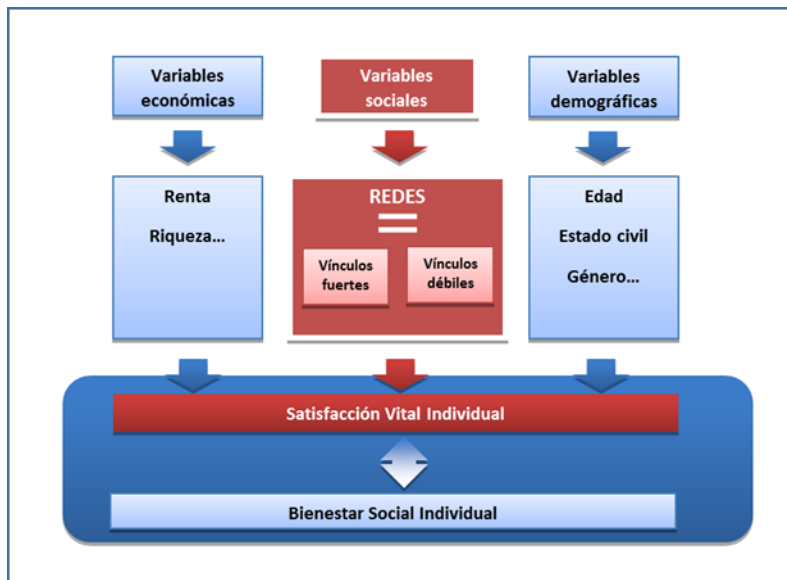 Variables
económicas
Variables
sociales
Variables
demográficas
Renta
Riqueza...
REDES
Vínculos
fuertes
Vínculos
débiles
Edad
Estado civil
Género...
Satisfacción Vital Individual
Bienestar Social Individual